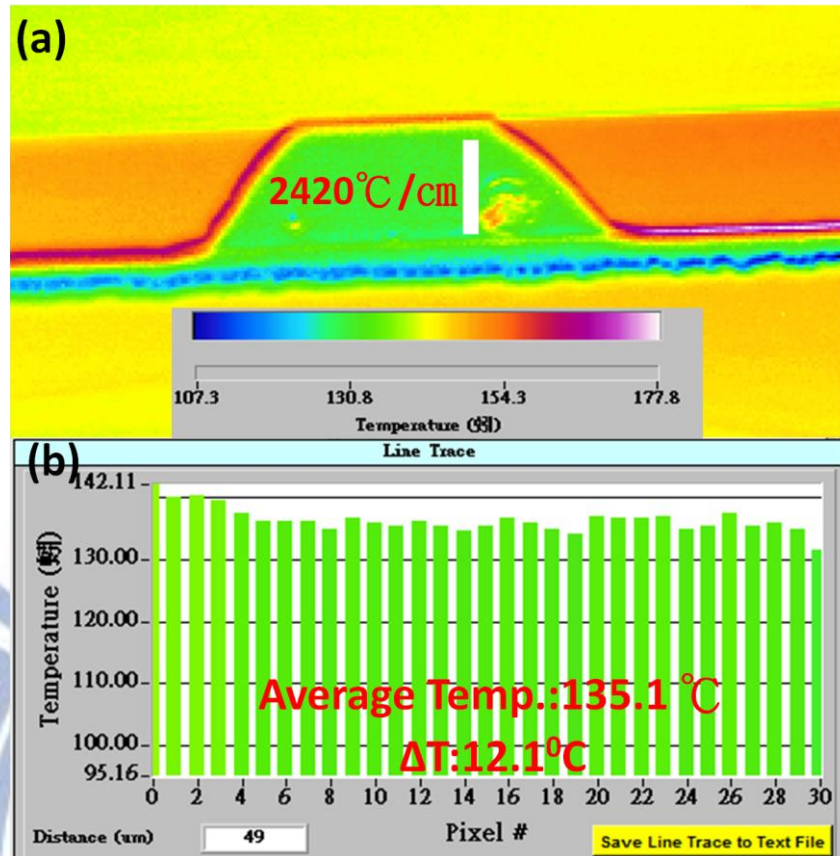 (a)
2420℃/cm
107.3 130.8 154.3 177.8
Temperature (蚓)
Line Trace
(b)
142.11
130.00
120.00
110.00
100.00
95.16
Temperature
Average Temp.:135.1 ℃
ΔT:12.1⁰C
0 2 4 6 8 10 12 14 16 18 20 22 24 26 28 30
Distance (um) 49 Pixel # Save Line Trace to Text File